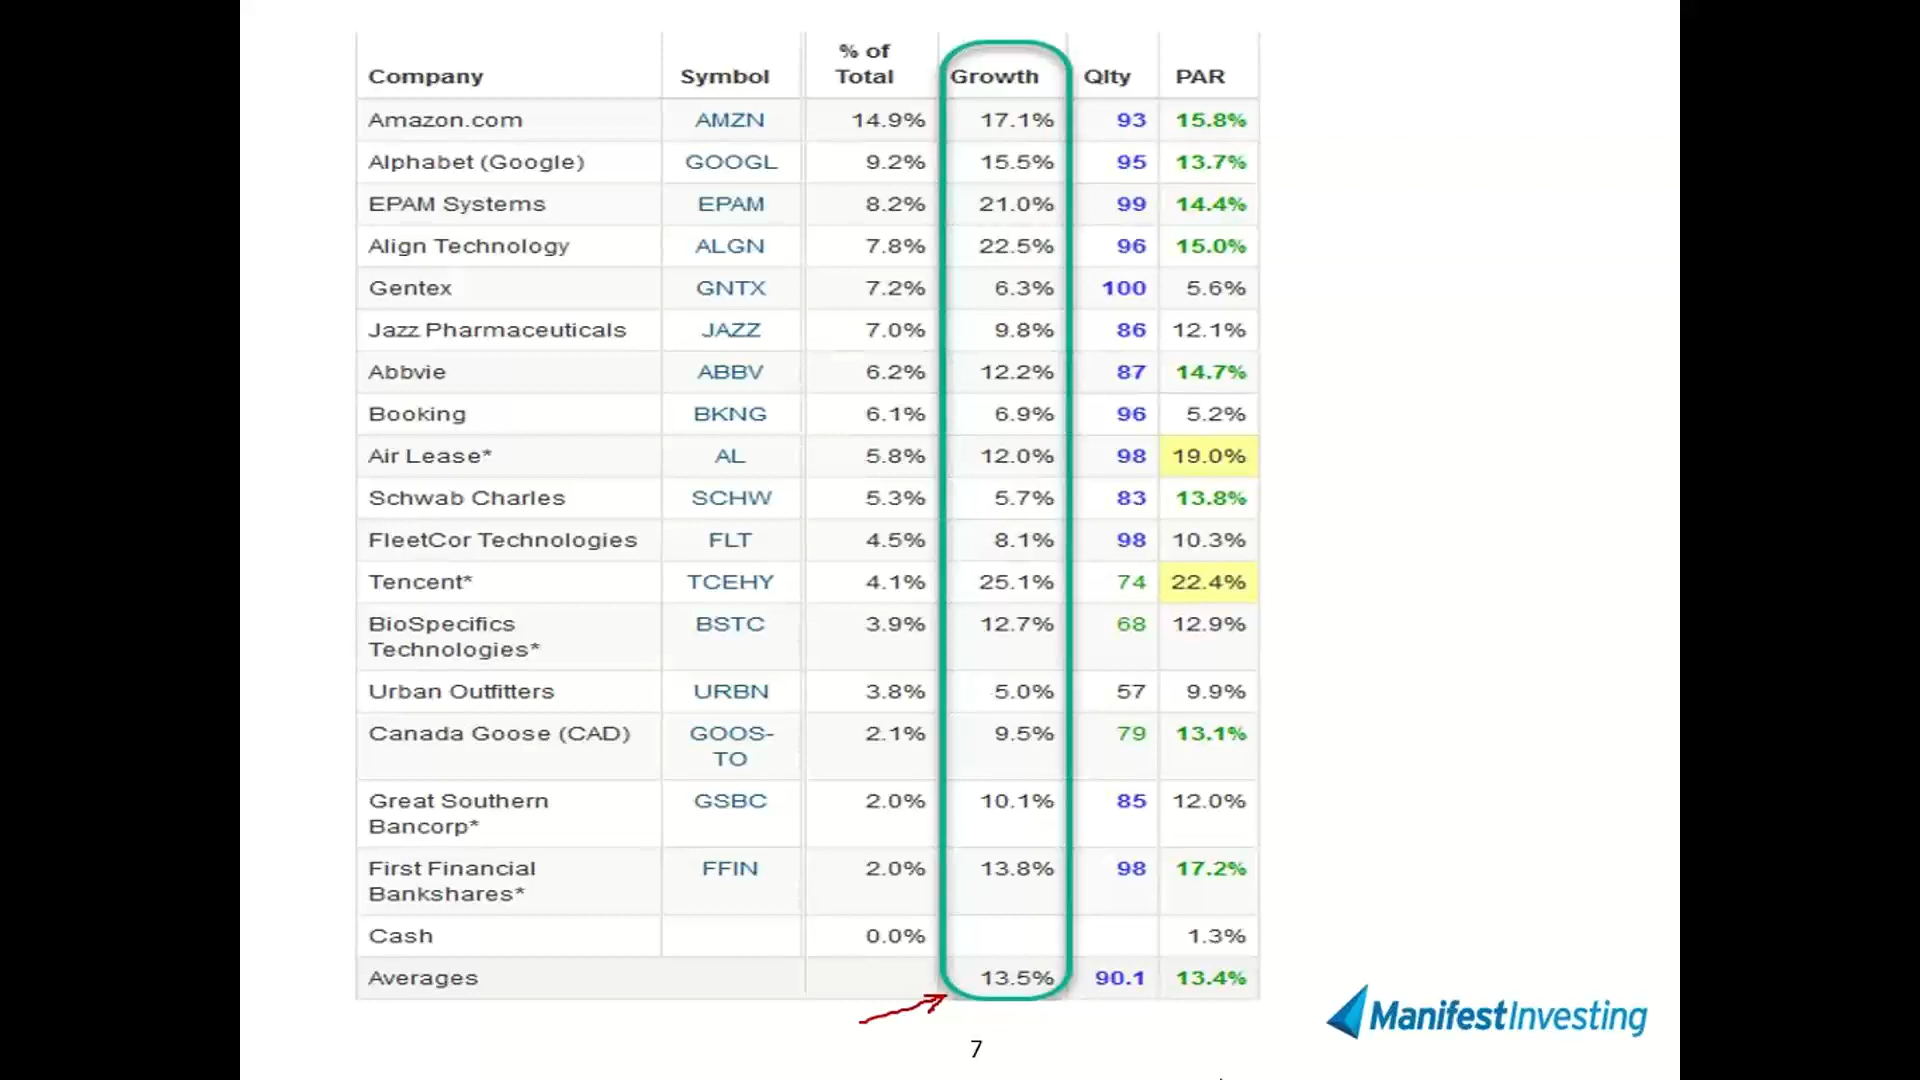 Company Symbol % of Total Growth Qlty PAR
Amazon.com AMZN 14.9% 17.1% 93 15.8%
Alphabet (Google) GOOGL 9.2% 15.5% 95 13.7%
EPAM Systems EPAM 8.2% 21.0% 99 14.4%
Align Technology ALGN 7.8% 22.5% 96 15.0%
Gentex GNTX 7.2% 6.3% 100 5.6%
Jazz Pharmaceuticals JAZZ 7.0% 9.8% 86 12.1%
Abbvie ABBV 6.2% 12.2% 87 14.7%
Booking BKNG 6.1% 6.9% 96 5.2%
Air Lease* AL 5.8% 12.0% 98 19.0%
Schwab Charles SCHW 5.3% 5.7% 83 13.8%
FleetCor Technologies FLT 4.5% 8.1% 98 10.3%
Tencent* TCEHY 4.1% 25.1% 74 22.4%
BioSpecifics BSTC 3.9% 12.7% 68 12.9%
Technologies*
Urban Outfitters URBN 3.8% 5.0% 57 9.9%
Canada Goose (CAD) GOOS- 2.1% 9.5% 79 13.1%
TO
Great Southern GSBC 2.0% 10.1% 85 12.0%
Bancorp*
First Financial FFIN 2.0% 13.8% 98 17.2%
Bankshares*
Cash 0.0% 1.3%
Averages 13.5% 90.1 13.4%
ManifestInvesting
7